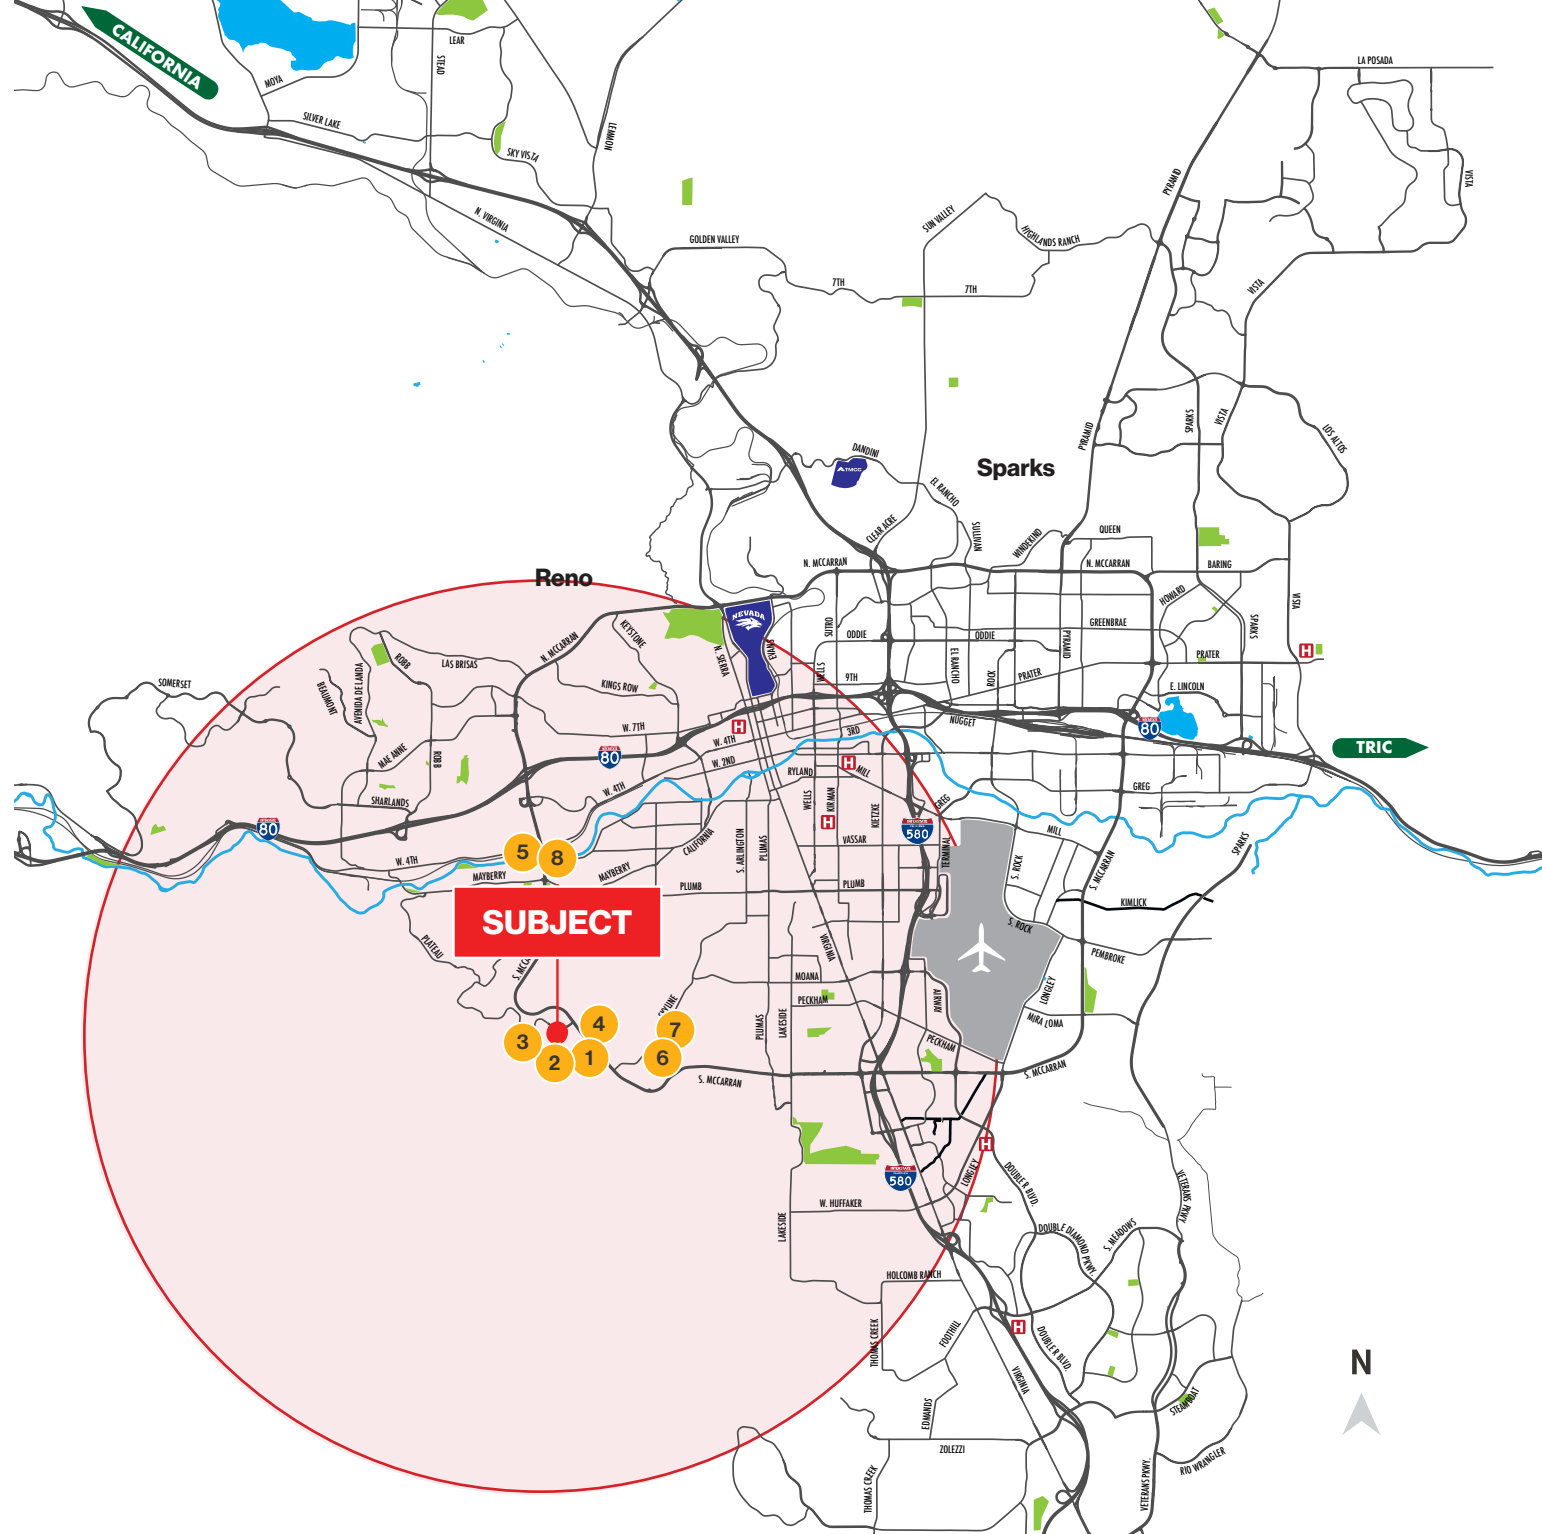 CALIFORNIA
LEAR
STEAD
MOYA
SILVER LAKE
SKY VISTA
LEMMON
N. VIRGINIA
GOLDEN VALLEY
7TH
7TH
SUN VALLEY
HIGHLANDS RANCH
PYRAMID
LA POSADA
VISTA
VISTA
SPARKS
VISTA
LOS ALTOS
PYRAMID
DANDINI
TMCC
Sparks
EL RANCHO
CLEAR ACRE
SULLIVAN
WINDEKIND
QUEEN
N. MCCARRAN
N. MCCARRAN
BARING
HOWARD
VISTA
SPARKS
GREENBRAE
PRATER
Reno
NEVADA
EVANS
N. SIERRA
KEYSTONE
N. MCCARRAN
SUTRO
ODDIE
ODDIE
EL RANCHO
ROCK
PYRAMID
PRATER
H
WELLS
9TH
ROBB
LAS BRISAS
KINGS ROW
AVENIDA DE LANDA
BEAUMONT
SOMERSET
E. LINCOLN
80
NUGGET
3RD
W. 7TH
W. 4TH
H
W. 2ND
80
MAE ANNE
ROBB
SHARLANDS
W. 4TH
RYLAND
H
MILL
WELLS
KIRMAN
H
KIETZKE
GREG
GREG
TRIC
80
INTERSTATE
580
5
8
W. 4TH
MAYBERRY
MAYBERRY
CALIFORNIA
S. ARLINGTON
PLUMAS
VASSAR
TERMINAL
MILL
S. ROCK
S. MCCARRAN
SPARKS
PLUMB
PLUMB
KIMLICK
SUBJECT
PLATEAU
VIRGINIA
S. ROCK
PEMBROKE
MOANA
PECKHAM
AIRWAY
LONGLEY
MIRA LOMA
PLUMAS
LAKESIDE
PECKHAM
3
2
4
1
7
6
S. MCCARRAN
S. MCCARRAN
H
LONGLEY
DOUBLE R BLVD.
INTERSTATE
580
W. HUFFAKER
LAKESIDE
VETERANS PKWY.
DOUBLE DIAMOND PKWY.
S. MEADOWS
HOLCOMB RANCH
THOMAS CREEK
FOOTHILL
H
DOUBLE R BLVD.
VIRGINIA
N
STEAMBOAT
EDMANDS
ZOLEZZI
THOMAS CREEK
RIO WRANGLER
VETERANS PKWY.